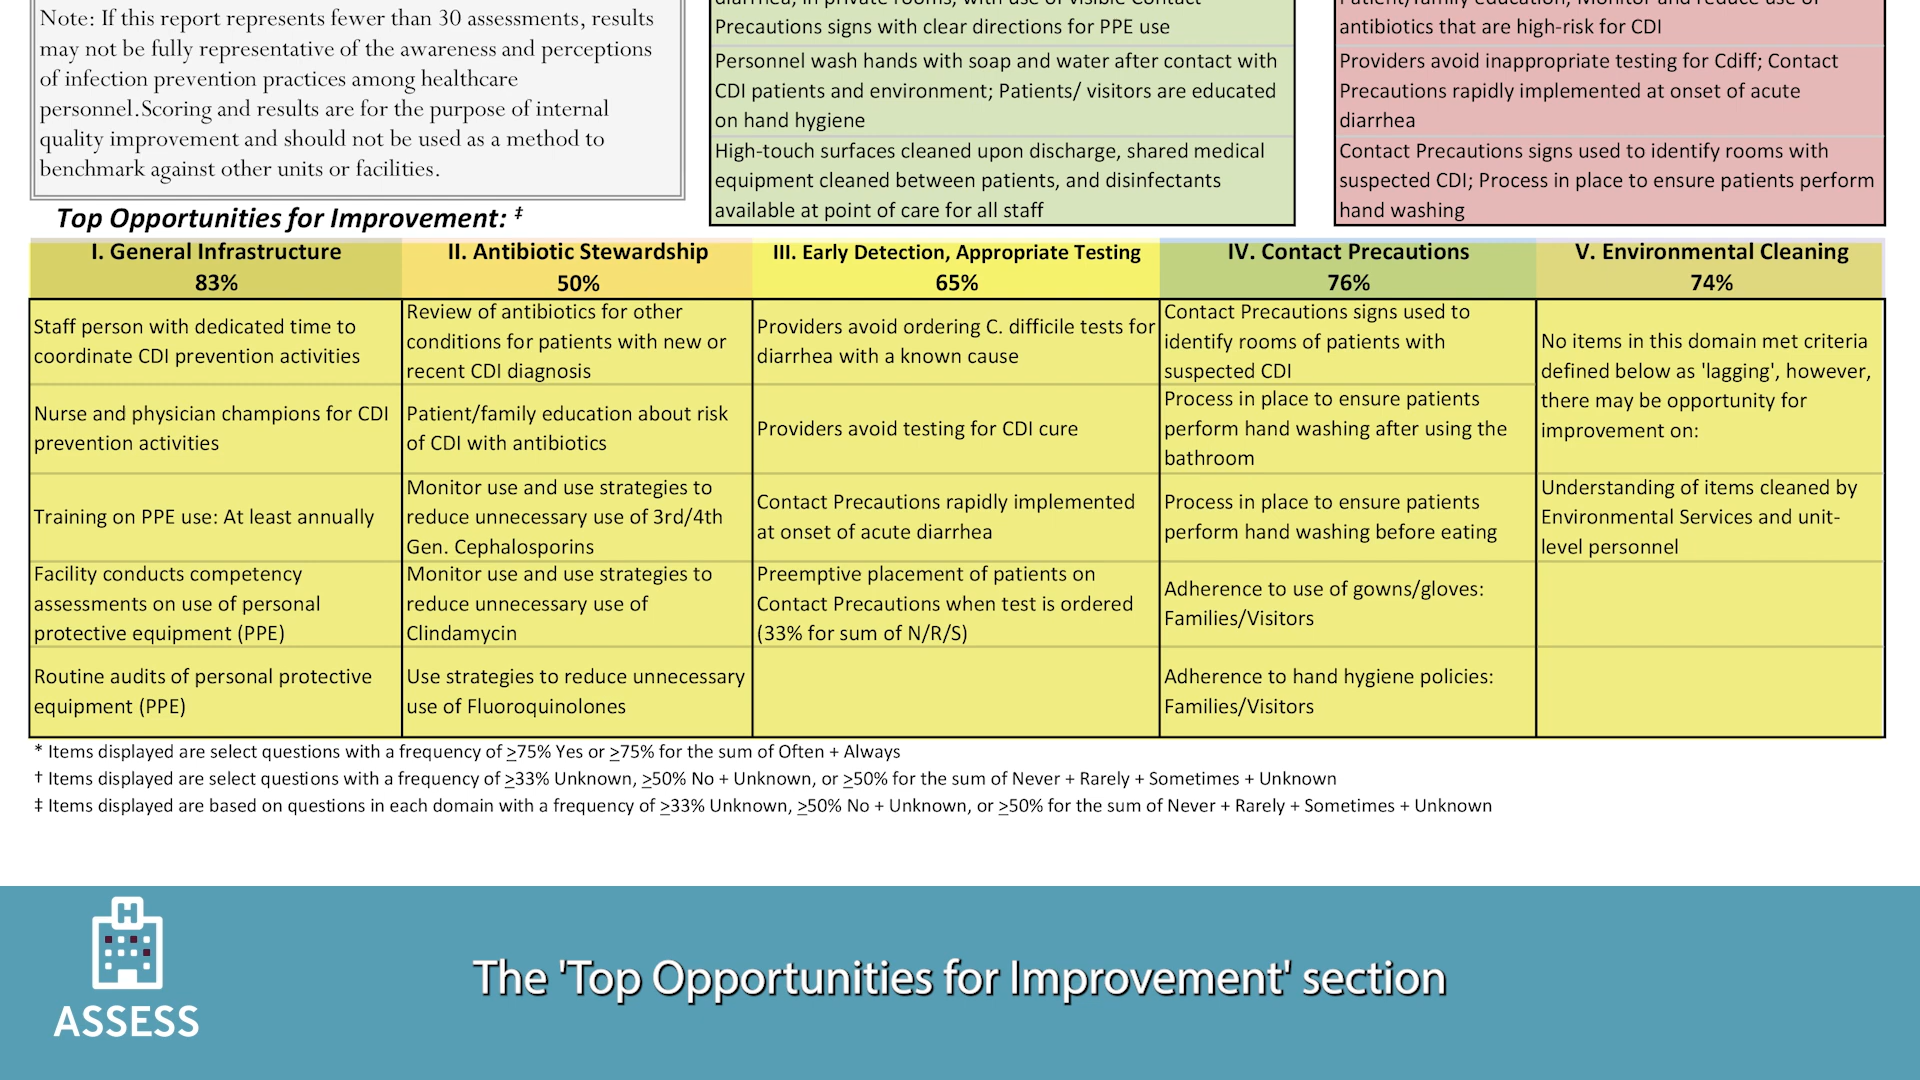 Note: If this report represents fewer than 30 assessments, results
may not be fully representative of the awareness and perceptions
of infection prevention practices among healthcare
personnel.Scoring and results are for the purpose of internal
quality improvement and should not be used as a method to
benchmark against other units or facilities.
diarrhea, in private rooms, with use of visible Contact
Precautions signs with clear directions for PPE use
Personnel wash hands with soap and water after contact with
CDI patients and environment; Patients/ visitors are educated
on hand hygiene
High-touch surfaces cleaned upon discharge, shared medical
equipment cleaned between patients, and disinfectants
available at point of care for all staff
Patient/family education; Monitor and reduce use of
antibiotics that are high-risk for CDI
Providers avoid inappropriate testing for Cdiff; Contact
Precautions rapidly implemented at onset of acute
diarrhea
Contact Precautions signs used to identify rooms with
suspected CDI; Process in place to ensure patients perform
hand washing
Top Opportunities for Improvement: ‡
I. General Infrastructure
83%
Staff person with dedicated time to
coordinate CDI prevention activities
Nurse and physician champions for CDI
prevention activities
Training on PPE use: At least annually
Facility conducts competency
assessments on use of personal
protective equipment (PPE)
Routine audits of personal protective
equipment (PPE)
II. Antibiotic Stewardship
50%
Review of antibiotics for other
conditions for patients with new or
recent CDI diagnosis
Patient/family education about risk
of CDI with antibiotics
Monitor use and use strategies to
reduce unnecessary use of 3rd/4th
Gen. Cephalosporins
Monitor use and use strategies to
reduce unnecessary use of
Clindamycin
Use strategies to reduce unnecessary
use of Fluoroquinolones
III. Early Detection, Appropriate Testing
65%
Providers avoid ordering C. difficile tests for
diarrhea with a known cause
Providers avoid testing for CDI cure
Contact Precautions rapidly implemented
at onset of acute diarrhea
Preemptive placement of patients on
Contact Precautions when test is ordered
(33% for sum of N/R/S)
IV. Contact Precautions
76%
Contact Precautions signs used to
identify rooms of patients with
suspected CDI
Process in place to ensure patients
perform hand washing after using the
bathroom
Process in place to ensure patients
perform hand washing before eating
Adherence to use of gowns/gloves:
Families/Visitors
Adherence to hand hygiene policies:
Families/Visitors
V. Environmental Cleaning
74%
No items in this domain met criteria
defined below as 'lagging', however,
there may be opportunity for
improvement on:
Understanding of items cleaned by
Environmental Services and unit-
level personnel
* Items displayed are select questions with a frequency of ≥75% Yes or ≥75% for the sum of Often + Always
† Items displayed are select questions with a frequency of ≥33% Unknown, ≥50% No + Unknown, or ≥50% for the sum of Never + Rarely + Sometimes + Unknown
‡ Items displayed are based on questions in each domain with a frequency of ≥33% Unknown, ≥50% No + Unknown, or ≥50% for the sum of Never + Rarely + Sometimes + Unknown
H
ASSESS
The 'Top Opportunities for Improvement' section